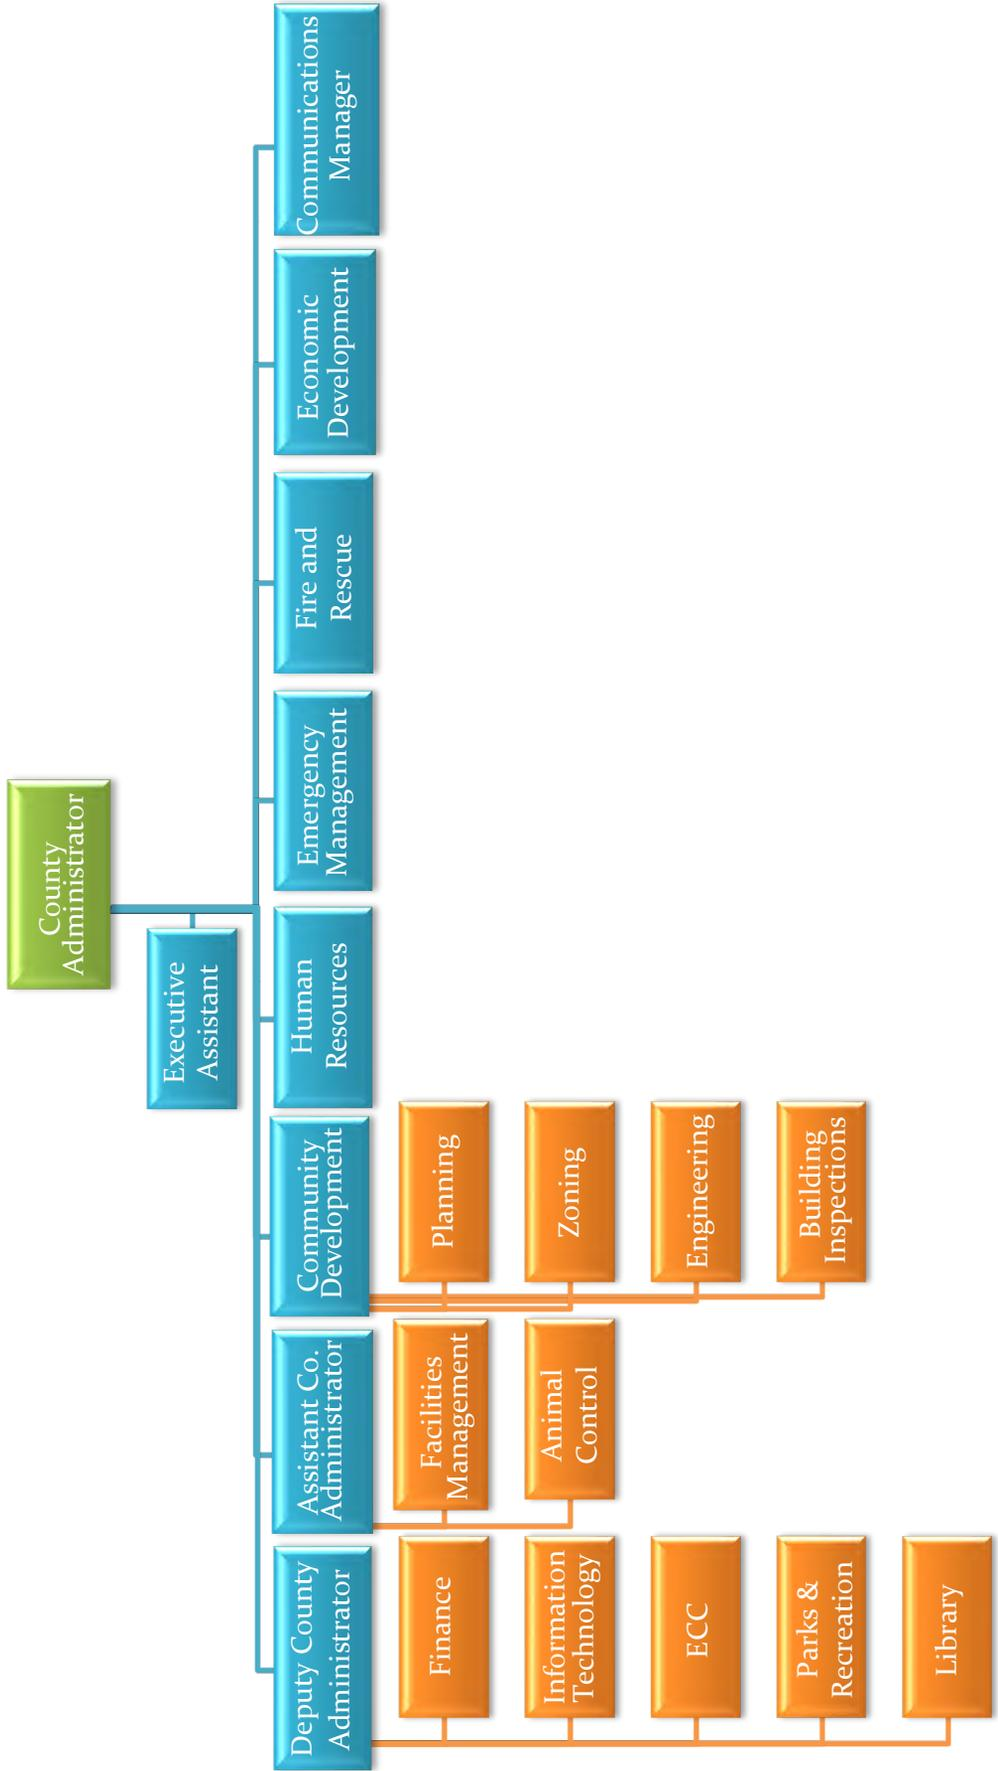 County
Administrator
Executive
Assistant
Deputy County
Administrator
Finance
Information
Technology
ECC
Parks &
Recreation
Library
Assistant Co.
Administrator
Facilities
Management
Animal
Control
Community
Development
Planning
Zoning
Engineering
Building
Inspections
Human
Resources
Emergency
Management
Fire and
Rescue
Economic
Development
Communications
Manager